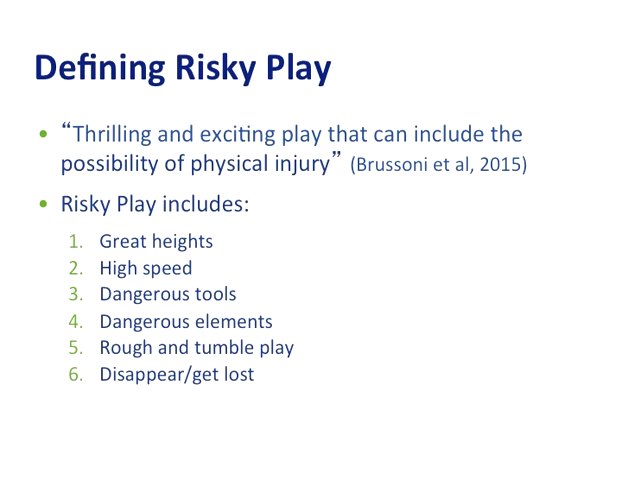 Defining Risky Play
• “Thrilling and exciting play that can include the
possibility of physical injury” (Brussoni et al, 2015)
• Risky Play includes:
1. Great heights
2. High speed
3. Dangerous tools
4. Dangerous elements
5. Rough and tumble play
6. Disappear/get lost